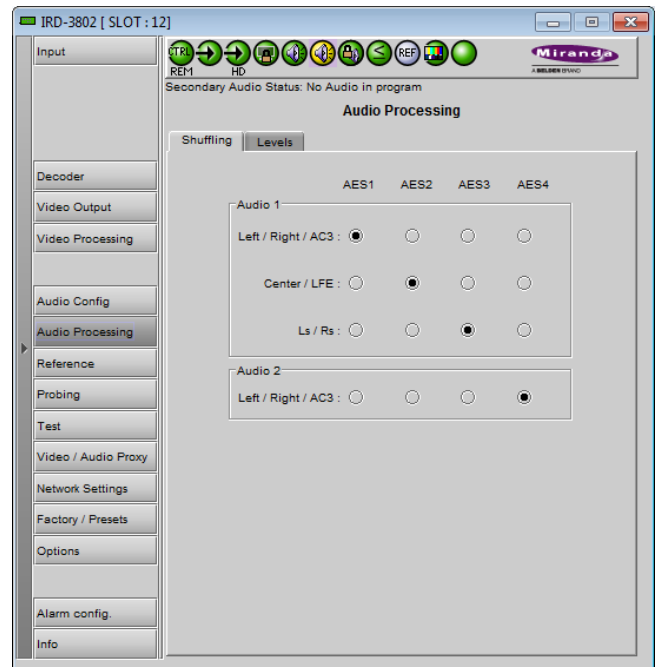 IRD-3802 [ SLOT : 12]
Input
CTRL
REF
REM
HD
Miranda
A BELDEN BRAND
Secondary Audio Status: No Audio in program
Audio Processing
Shuffling
Levels
Decoder
Video Output
Video Processing
Audio Config
Audio Processing
Reference
Probing
Test
Video / Audio Proxy
Network Settings
Factory / Presets
Options
Alarm config.
Info
AES1 AES2 AES3 AES4
Audio 1
Left / Right / AC3 :
Center / LFE :
Ls / Rs :
Audio 2
Left / Right / AC3 :